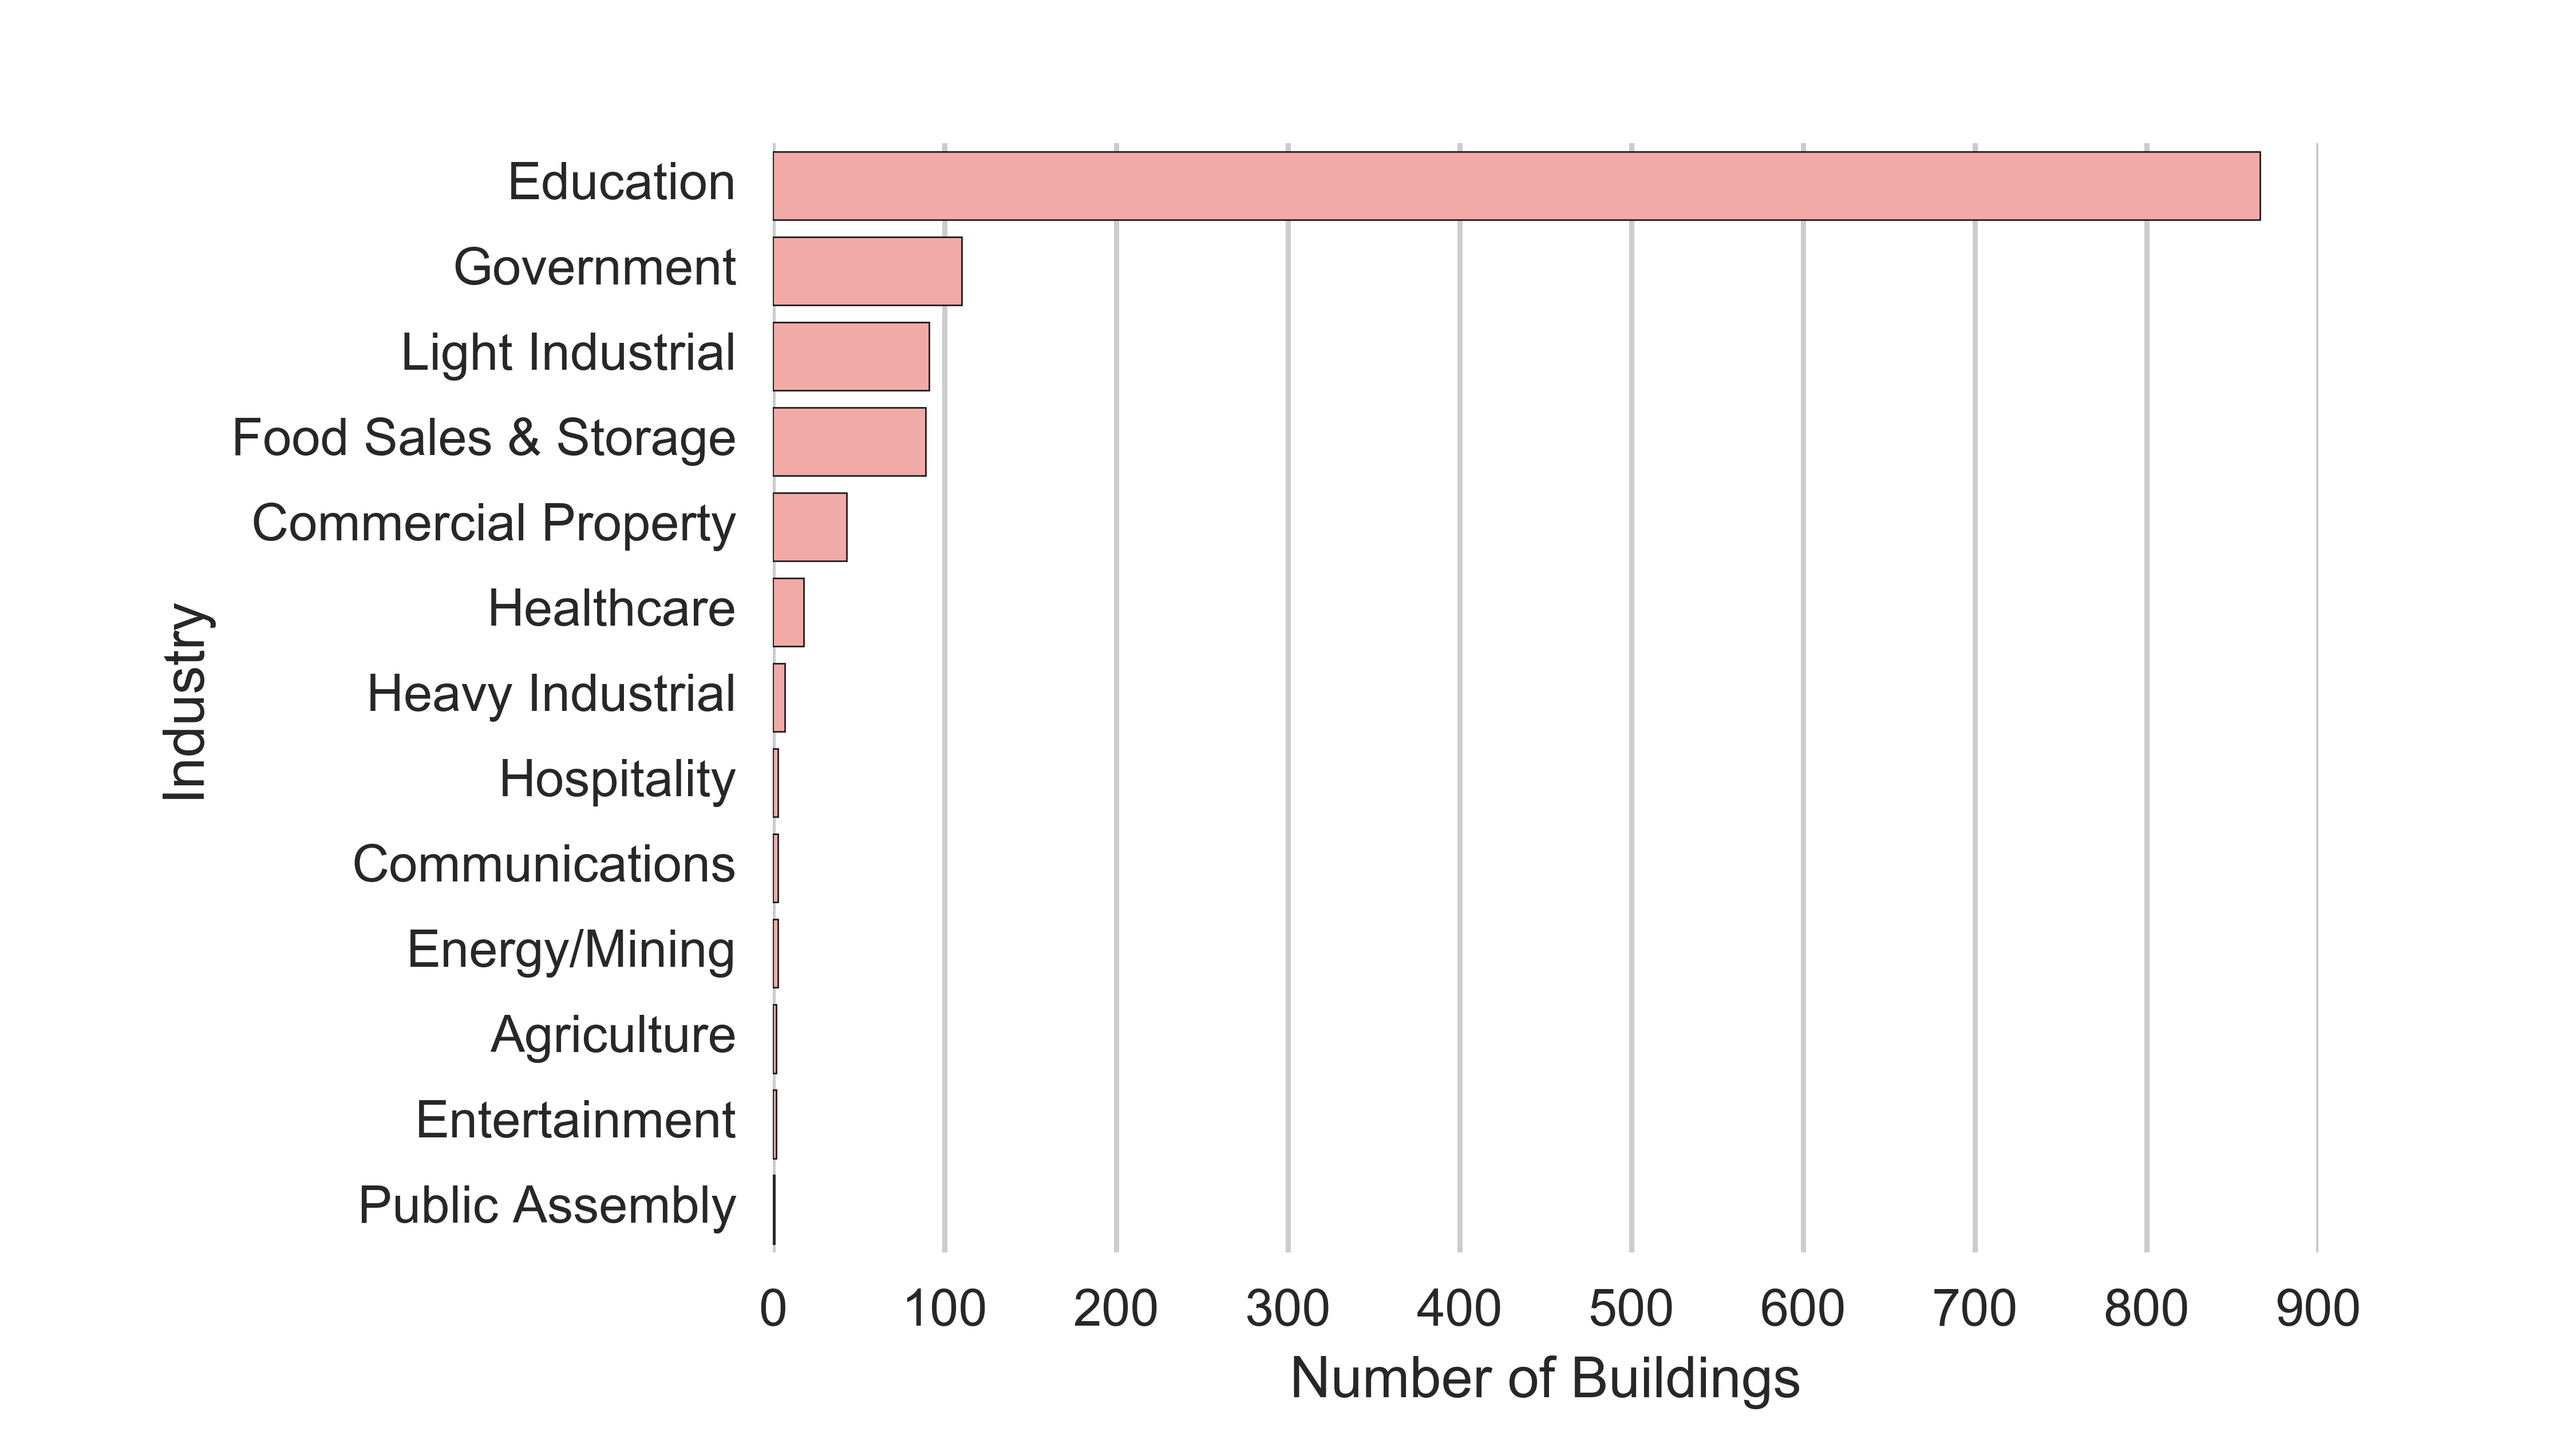 Education
Government
Light Industrial
Food Sales & Storage
Commercial Property
Healthcare
Heavy Industrial
Hospitality
Communications
Energy/Mining
Agriculture
Entertainment
Public Assembly
Industry
0 100 200 300 400 500 600 700 800 900
Number of Buildings